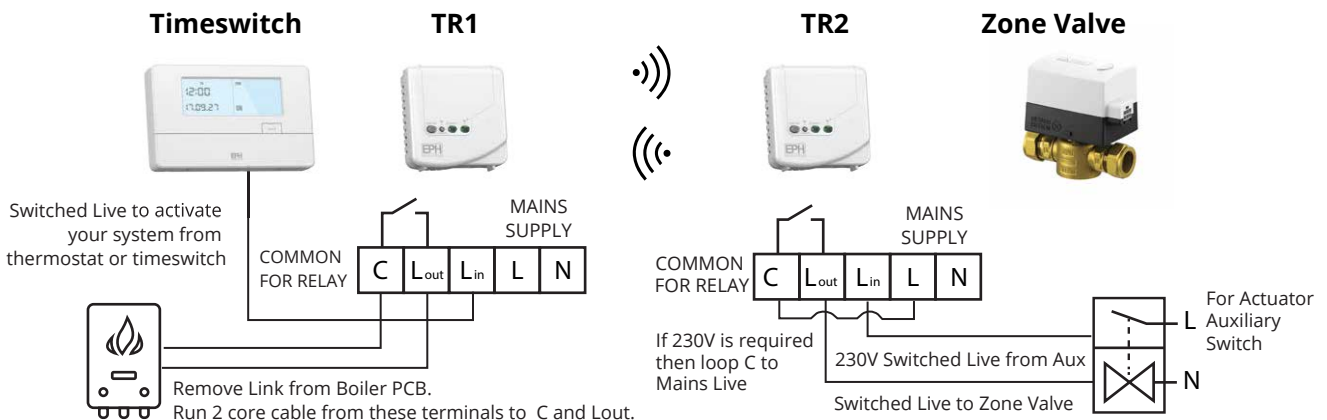 Timeswitch
TR1
TR2
Zone Valve
12:00
17.09.27
EPH
EPH
EPH
Switched Live to activate
your system from
thermostat or timeswitch
COMMON
FOR RELAY
MAINS
SUPPLY
C
Lout
Lin
L
N
Remove Link from Boiler PCB.
Run 2 core cable from these terminals to C and Lout.
COMMON
FOR RELAY
MAINS
SUPPLY
C
Lout
Lin
L
N
If 230V is required
then loop C to
Mains Live
230V Switched Live from Aux
Switched Live to Zone Valve
L
For Actuator
Auxiliary
Switch
N